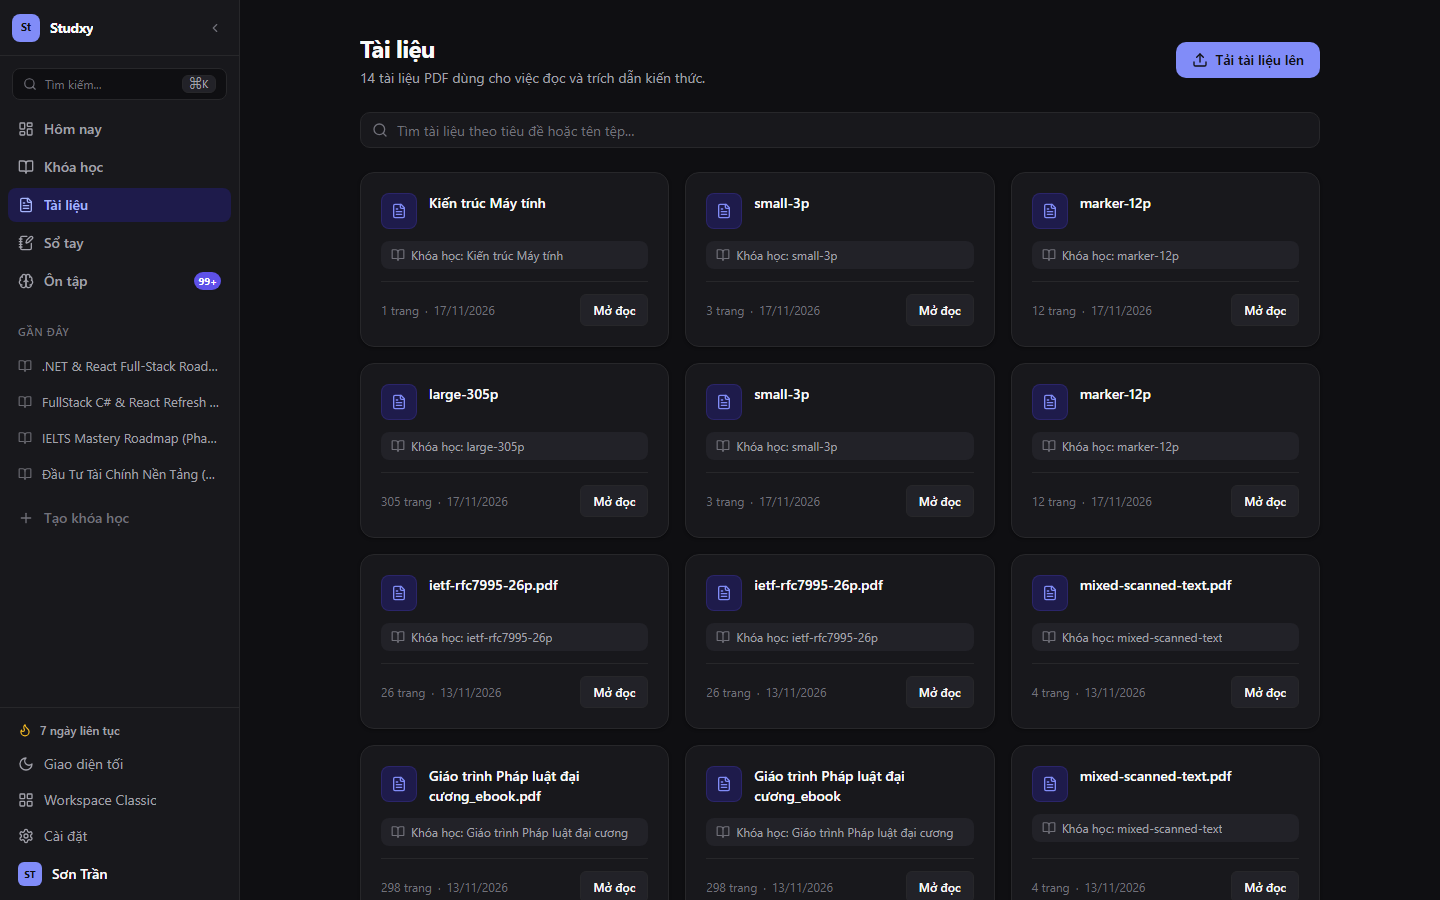 St Studxy
Tìm kiếm... ⌘K
Hôm nay
Khóa học
Tài liệu
Sổ tay
Ôn tập 99+
GẦN ĐÂY
.NET & React Full-Stack Road...
FullStack C# & React Refresh ...
IELTS Mastery Roadmap (Pha...
Đầu Tư Tài Chính Nền Tảng (...
Tạo khóa học
7 ngày liên tục
Giao diện tối
Workspace Classic
Cài đặt
ST Sơn Trần
Tài liệu
14 tài liệu PDF dùng cho việc đọc và trích dẫn kiến thức.
Tải tài liệu lên
Tìm tài liệu theo tiêu đề hoặc tên tệp...
Kiến trúc Máy tính
Khóa học: Kiến trúc Máy tính
1 trang · 17/11/2026 Mở đọc
small-3p
Khóa học: small-3p
3 trang · 17/11/2026 Mở đọc
marker-12p
Khóa học: marker-12p
12 trang · 17/11/2026 Mở đọc
large-305p
Khóa học: large-305p
305 trang · 17/11/2026 Mở đọc
small-3p
Khóa học: small-3p
3 trang · 17/11/2026 Mở đọc
marker-12p
Khóa học: marker-12p
12 trang · 17/11/2026 Mở đọc
ietf-rfc7995-26p.pdf
Khóa học: ietf-rfc7995-26p
26 trang · 13/11/2026 Mở đọc
ietf-rfc7995-26p.pdf
Khóa học: ietf-rfc7995-26p
26 trang · 13/11/2026 Mở đọc
mixed-scanned-text.pdf
Khóa học: mixed-scanned-text
4 trang · 13/11/2026 Mở đọc
Giáo trình Pháp luật đại
cương_ebook.pdf
Khóa học: Giáo trình Pháp luật đại cương
298 trang · 13/11/2026 Mở đọc
Giáo trình Pháp luật đại
cương_ebook
Khóa học: Giáo trình Pháp luật đại cương
298 trang · 13/11/2026 Mở đọc
mixed-scanned-text.pdf
Khóa học: mixed-scanned-text
4 trang · 13/11/2026 Mở đọc